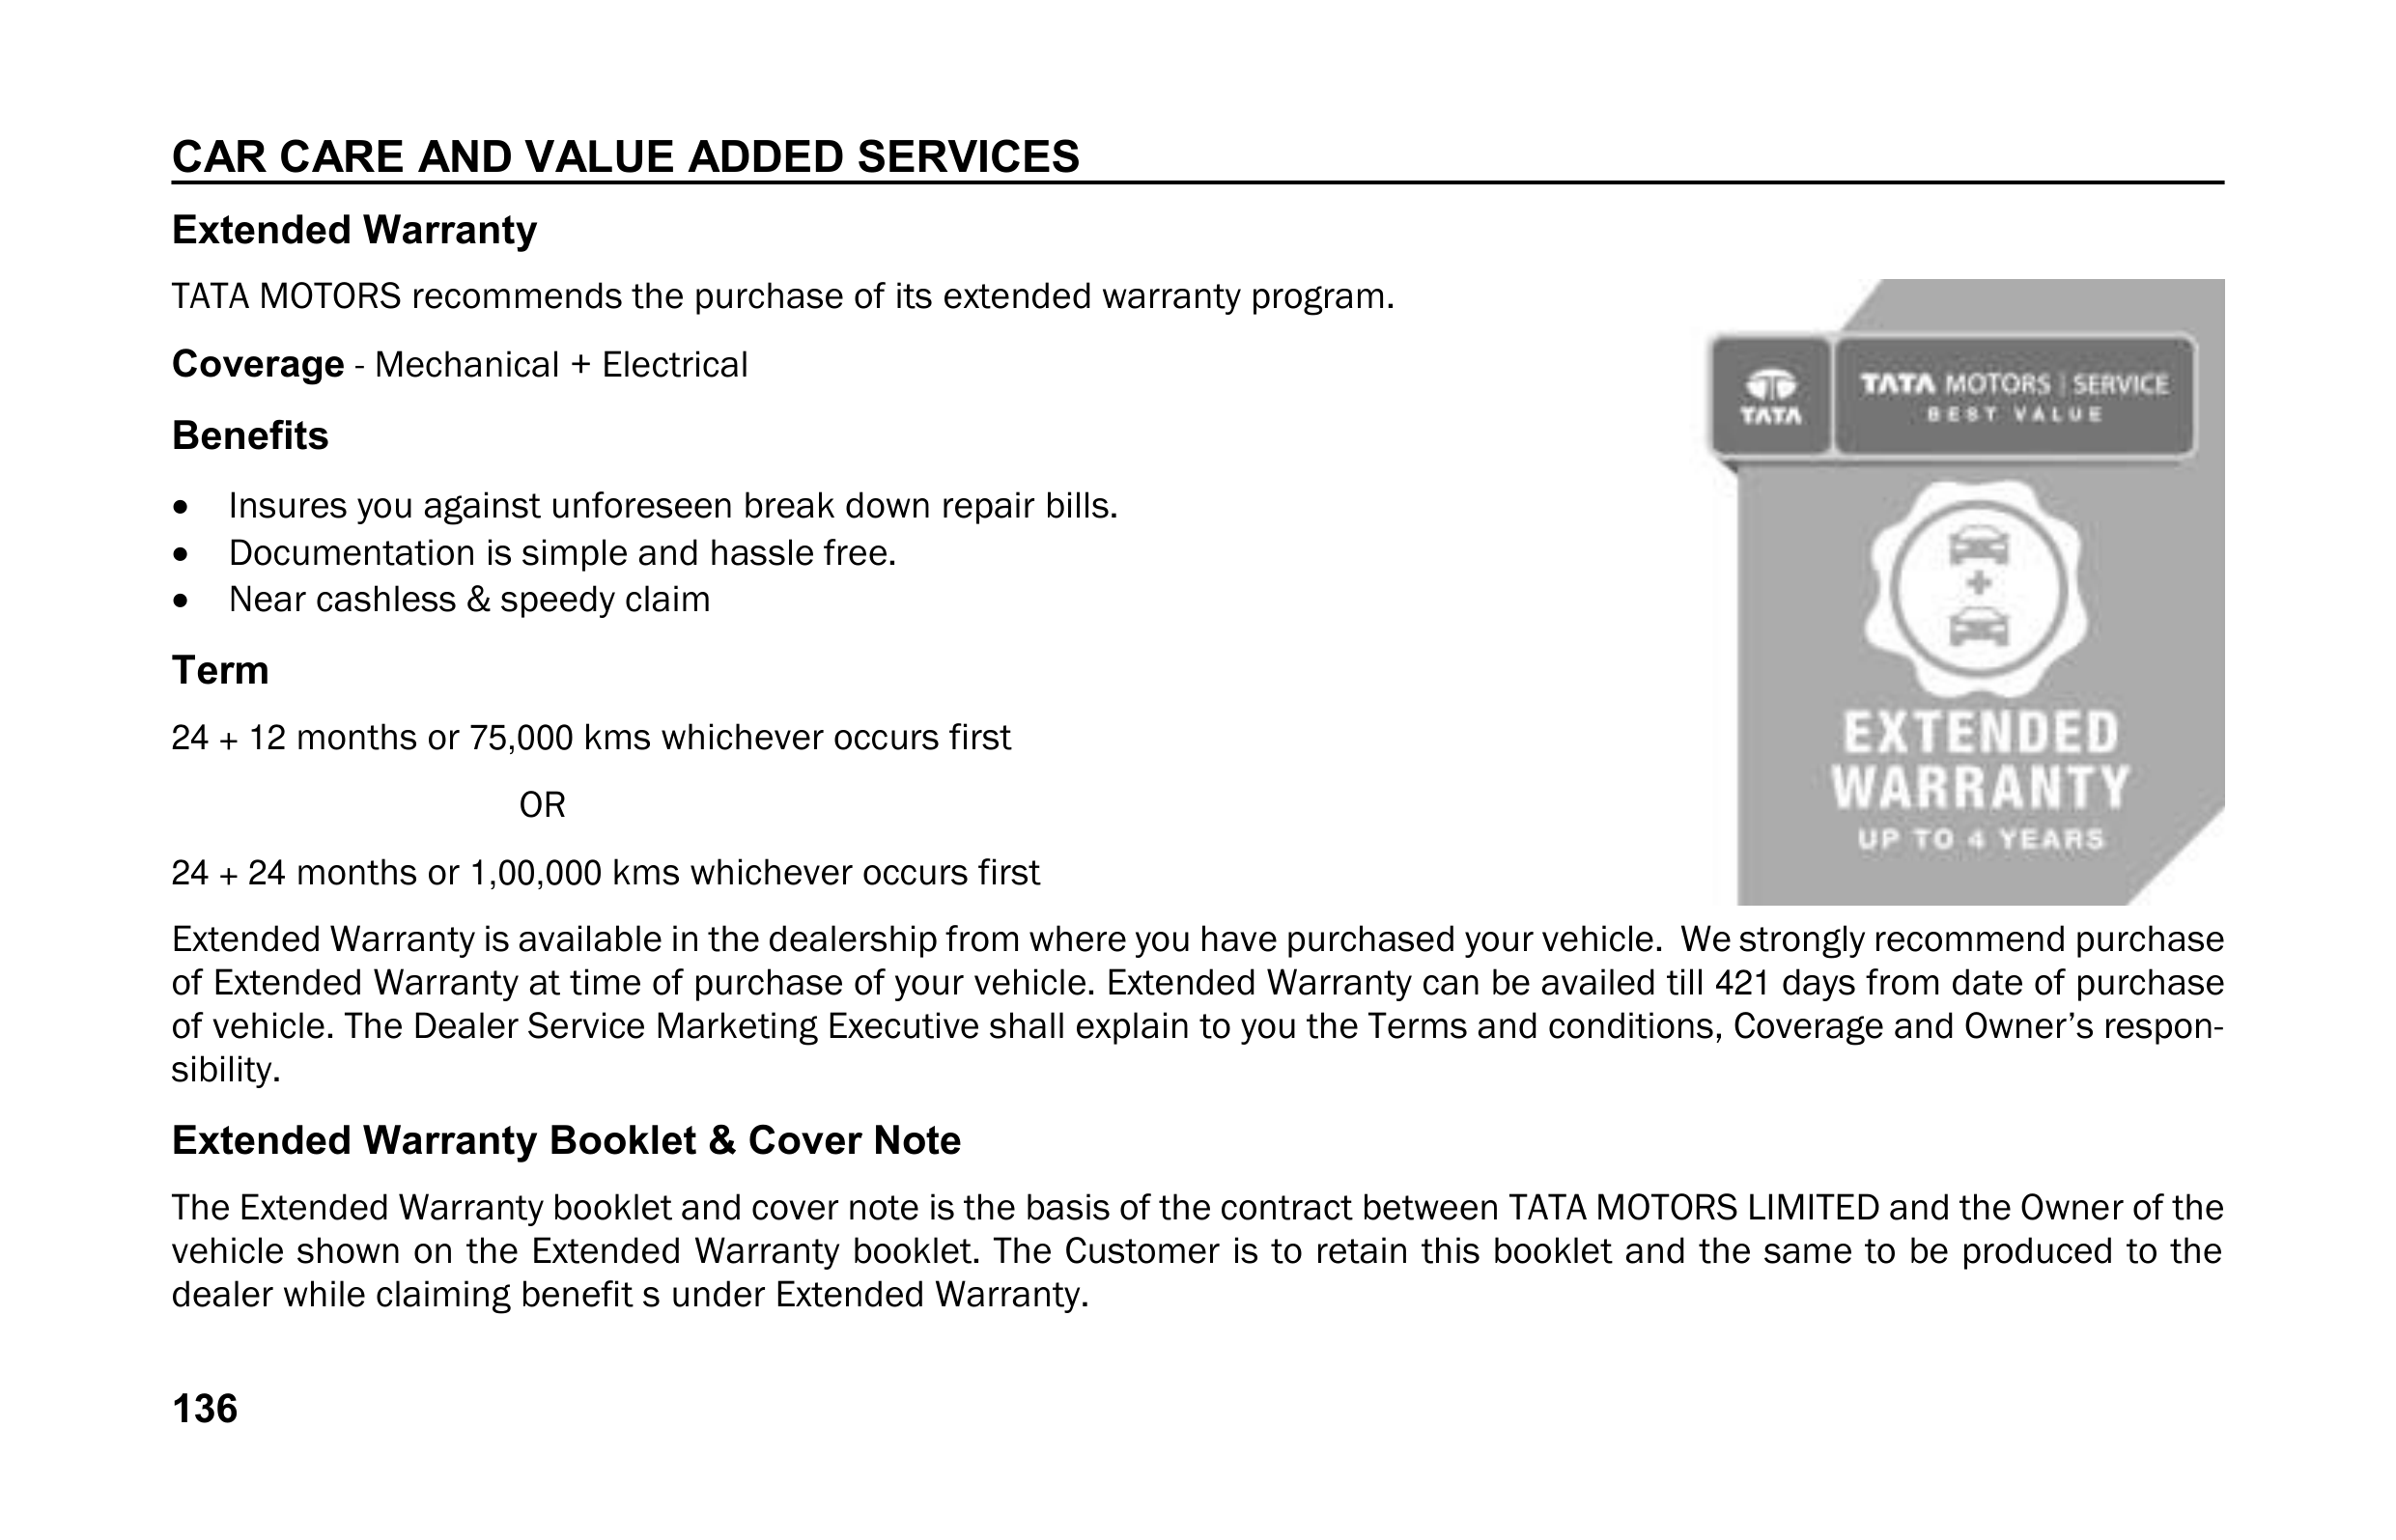 CAR CARE AND VALUE ADDED SERVICES
Extended Warranty
TATA MOTORS recommends the purchase of its extended warranty program.
Coverage - Mechanical + Electrical
Benefits
• Insures you against unforeseen break down repair bills.
• Documentation is simple and hassle free.
• Near cashless & speedy claim
Term
24 + 12 months or 75,000 kms whichever occurs first
OR
24 + 24 months or 1,00,000 kms whichever occurs first
TATA
TATA MOTORS | SERVICE
BEST VALUE
EXTENDED
WARRANTY
UP TO 4 YEARS
Extended Warranty is available in the dealership from where you have purchased your vehicle.  We strongly recommend purchase
of Extended Warranty at time of purchase of your vehicle. Extended Warranty can be availed till 421 days from date of purchase
of vehicle. The Dealer Service Marketing Executive shall explain to you the Terms and conditions, Coverage and Owner’s respon-
sibility.
Extended Warranty Booklet & Cover Note
The Extended Warranty booklet and cover note is the basis of the contract between TATA MOTORS LIMITED and the Owner of the
vehicle shown on the Extended Warranty booklet. The Customer is to retain this booklet and the same to be produced to the
dealer while claiming benefit s under Extended Warranty.
136